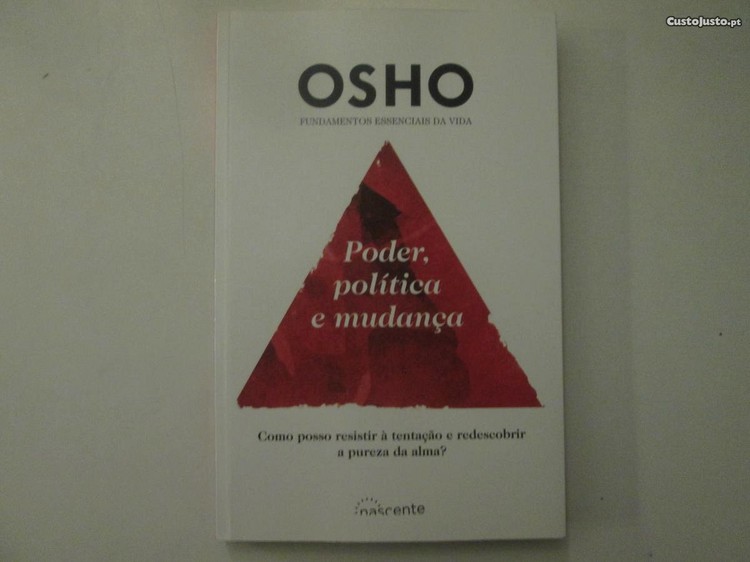 CustoJusto.pt
OSHO
FUNDAMENTOS ESSENCIAIS DA VIDA
Poder,
política
e mudança
Como posso resistir à tentação e redescobrir
a pureza da alma?
nascente